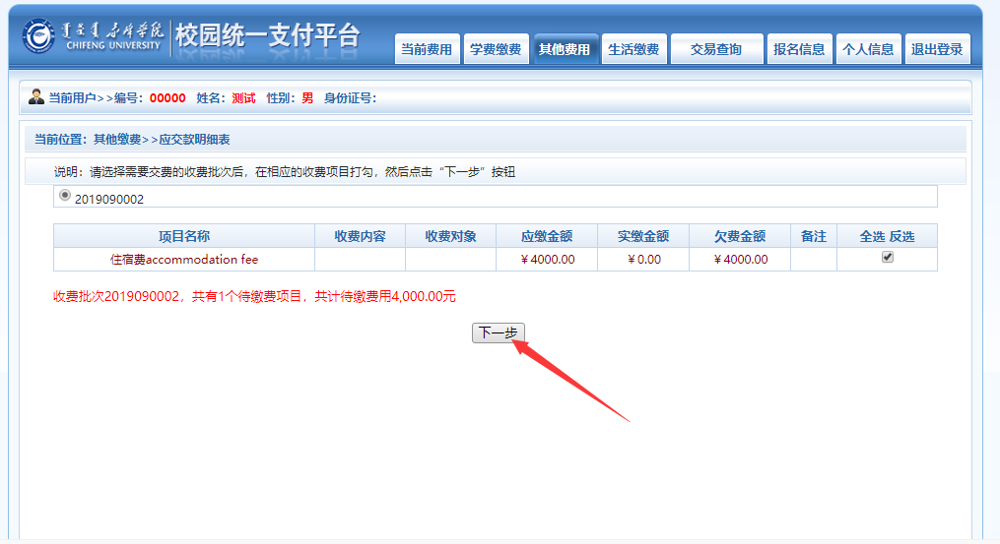 赤峰学院
CHIFENG UNIVERSITY
校园统一支付平台
当前费用 学费缴费 其他费用 生活缴费 交易查询 报名信息 个人信息 退出登录
当前用户>>编号：00000 姓名：测试 性别：男 身份证号：
当前位置：其他缴费>>应交款明细表
说明：请选择需要交费的收费批次后，在相应的收费项目打勾，然后点击“下一步”按钮
2019090002
项目名称 收费内容 收费对象 应缴金额 实缴金额 欠费金额 备注 全选 反选
住宿费accommodation fee ￥4000.00 ￥0.00 ￥4000.00
收费批次2019090002，共有1个待缴费项目，共计待缴费用4,000.00元
下一步